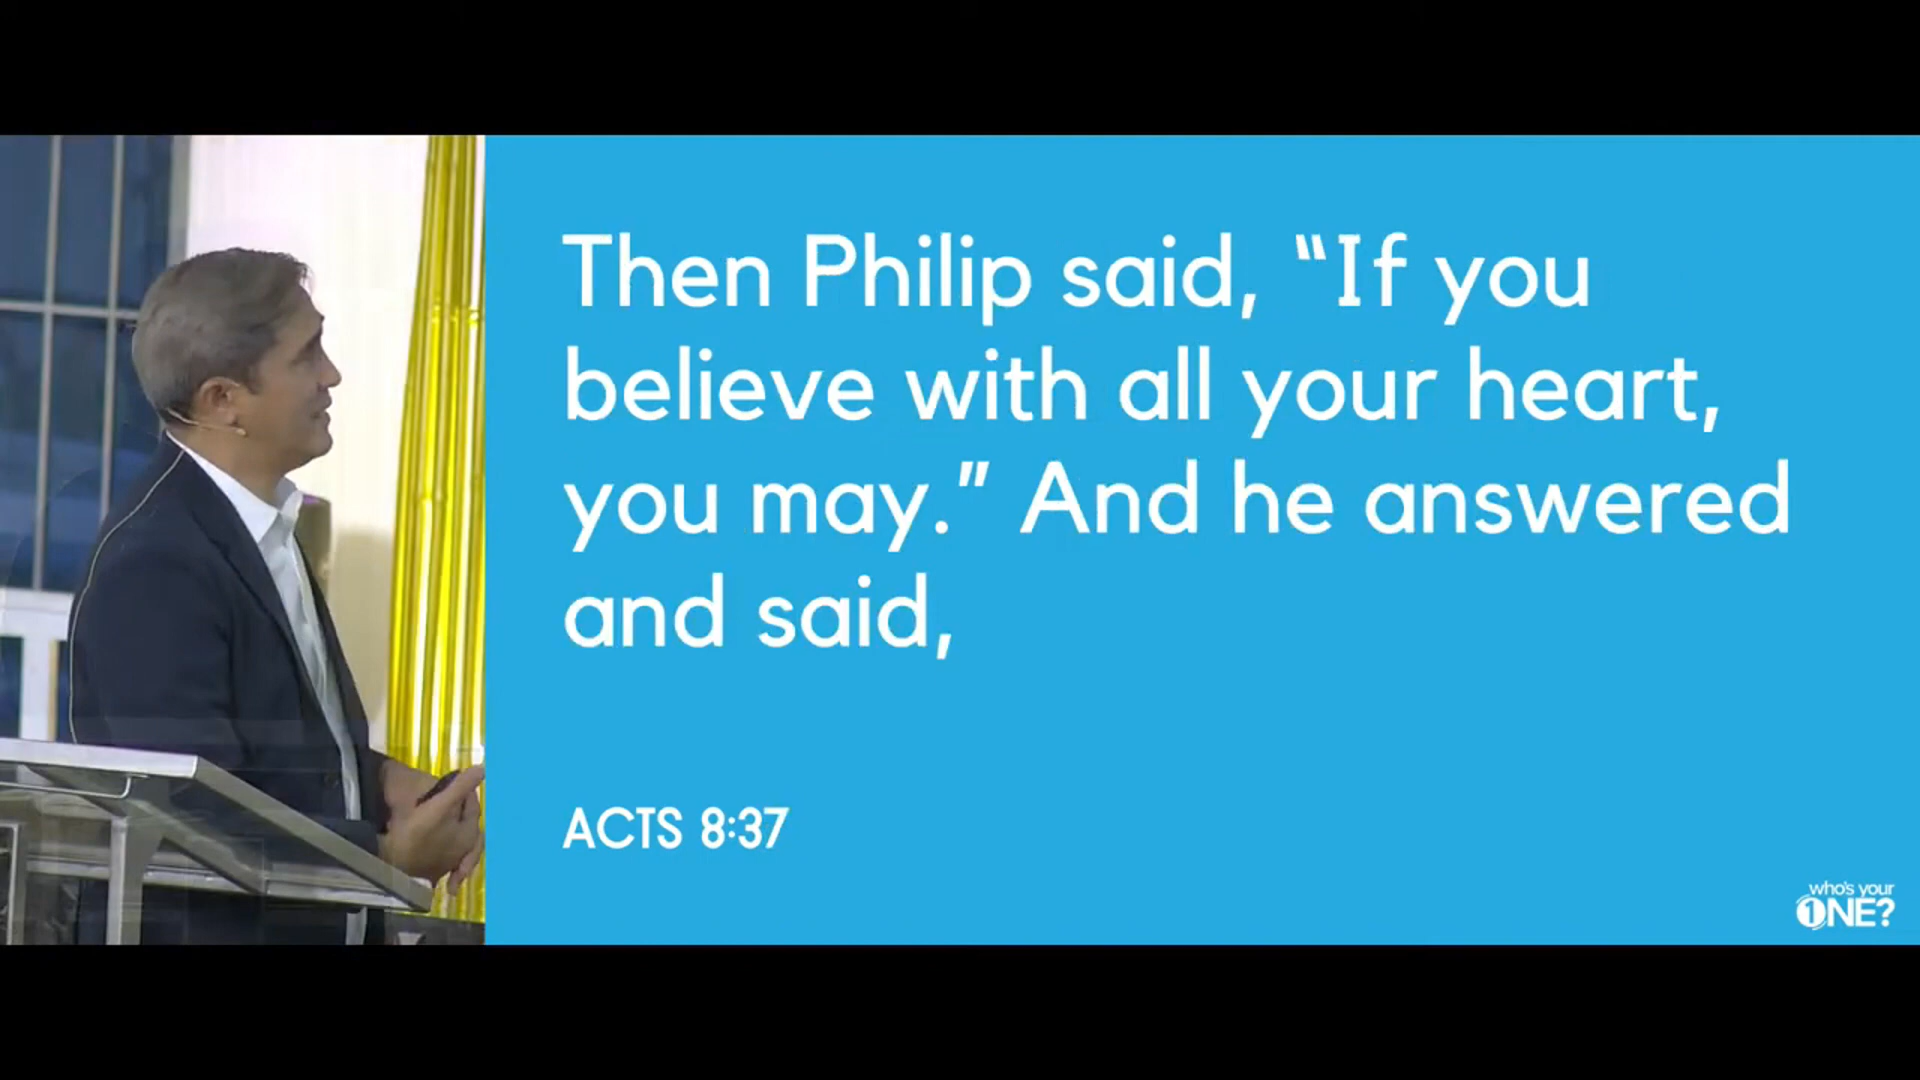 Then Philip said, “If you
believe with all your heart,
you may.” And he answered
and said,
ACTS 8:37
who's your
1NE?